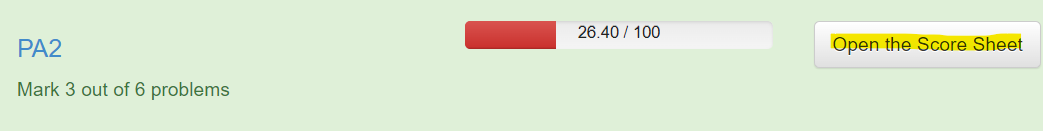 PA2
26.40 / 100
Open the Score Sheet
Mark 3 out of 6 problems